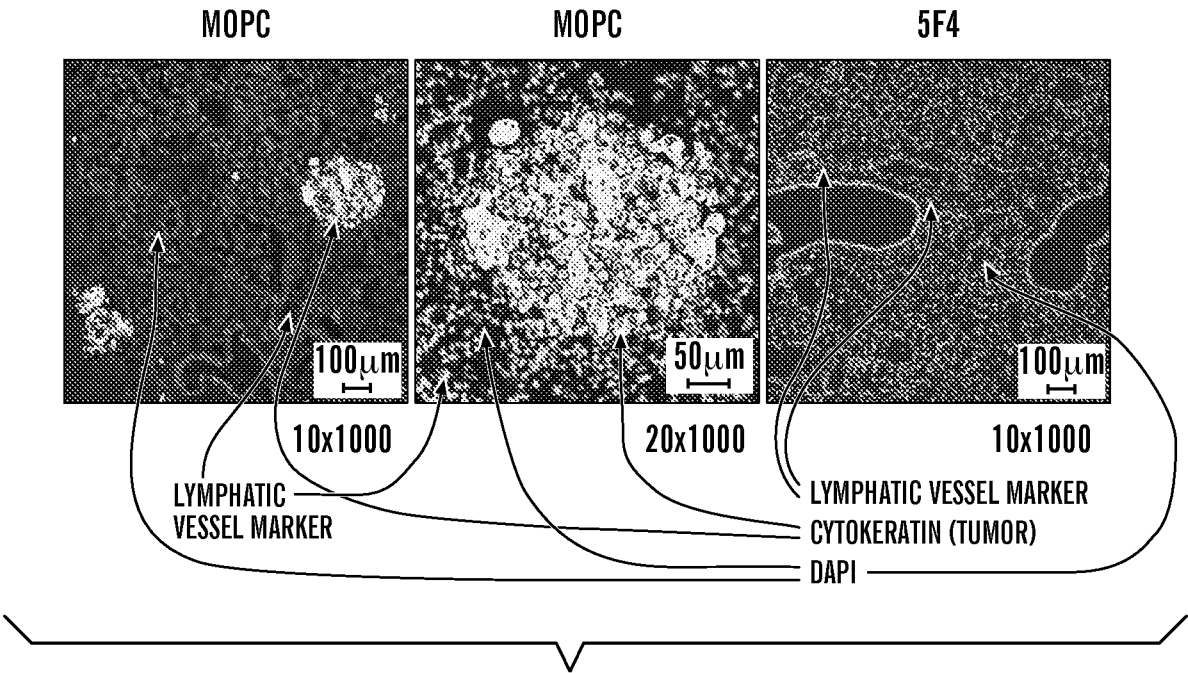 MOPC
MOPC
5F4
100μm
50μm
100μm
10x1000
20x1000
10x1000
LYMPHATIC
VESSEL MARKER
LYMPHATIC VESSEL MARKER
CYTOKERATIN (TUMOR)
DAPI